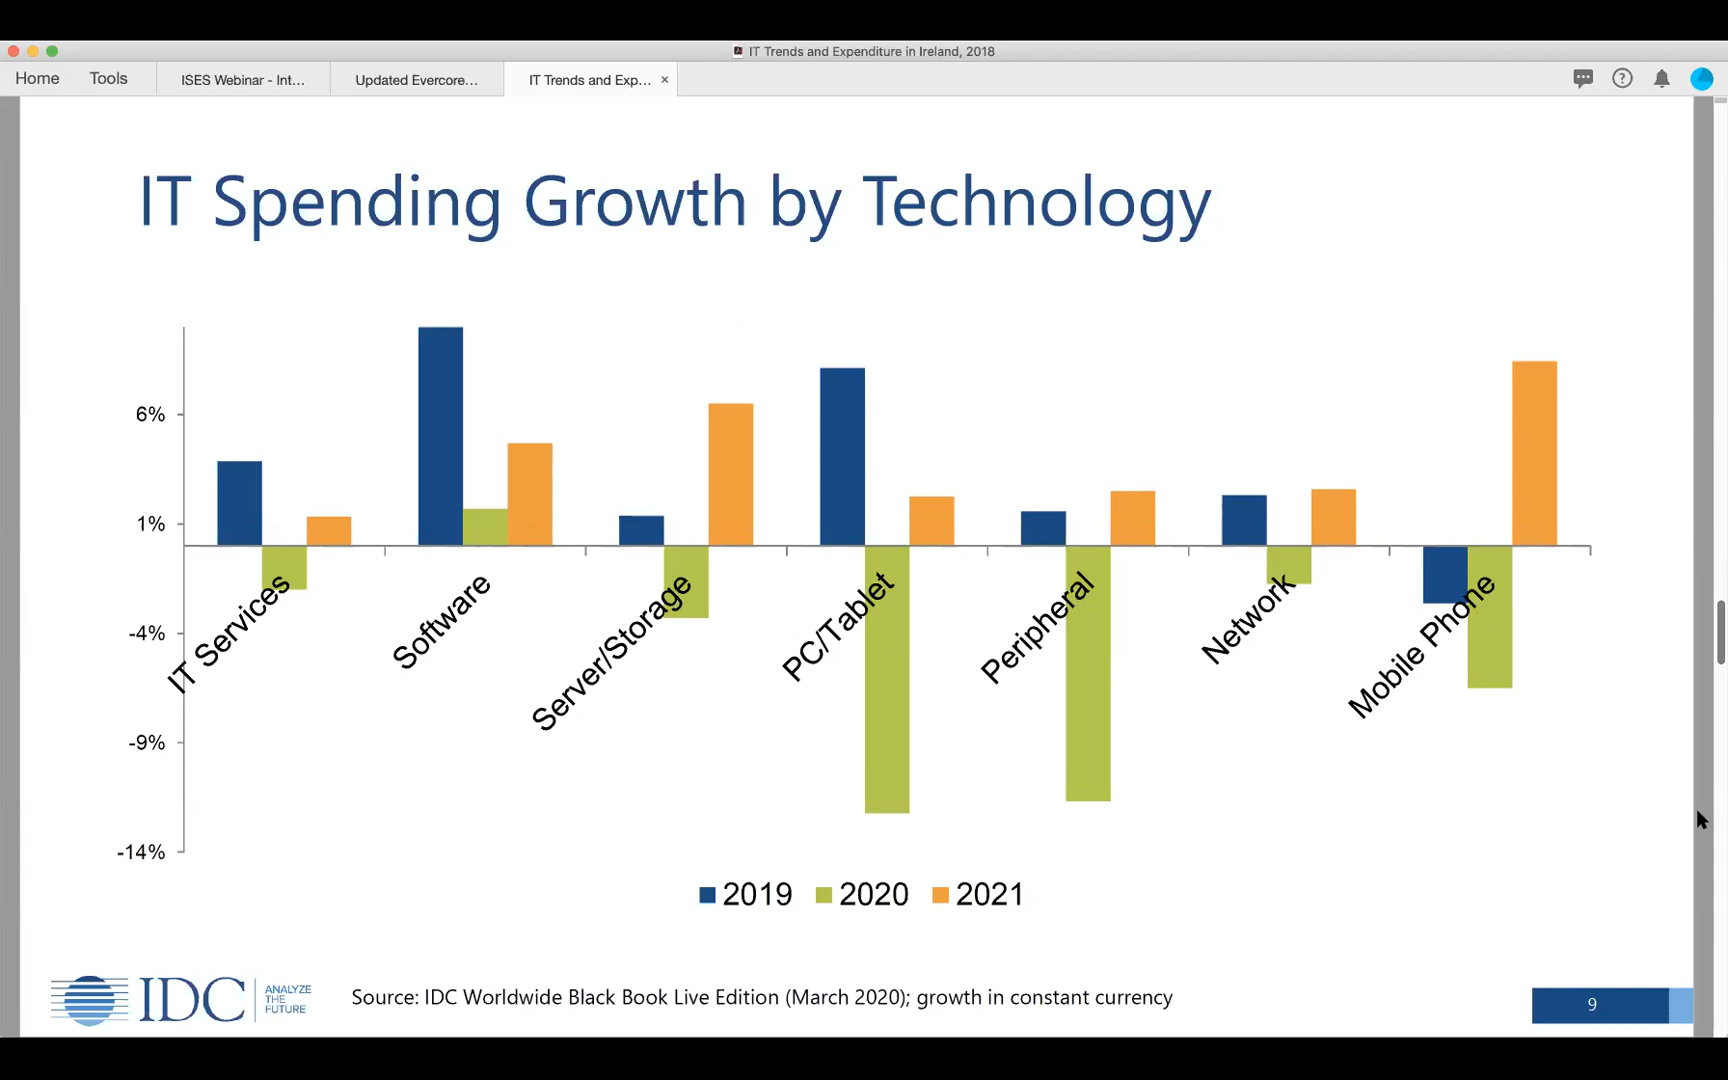 IT Trends and Expenditure in Ireland, 2018
Home Tools ISES Webinar - Int... Updated Evercore... IT Trends and Exp... ×
IT Spending Growth by Technology
6%
1%
-4%
-9%
-14%
IT Services
Software
Server/Storage
PC/Tablet
Peripheral
Network
Mobile Phone
2019 2020 2021
IDC
ANALYZE
THE
FUTURE
Source: IDC Worldwide Black Book Live Edition (March 2020); growth in constant currency
9